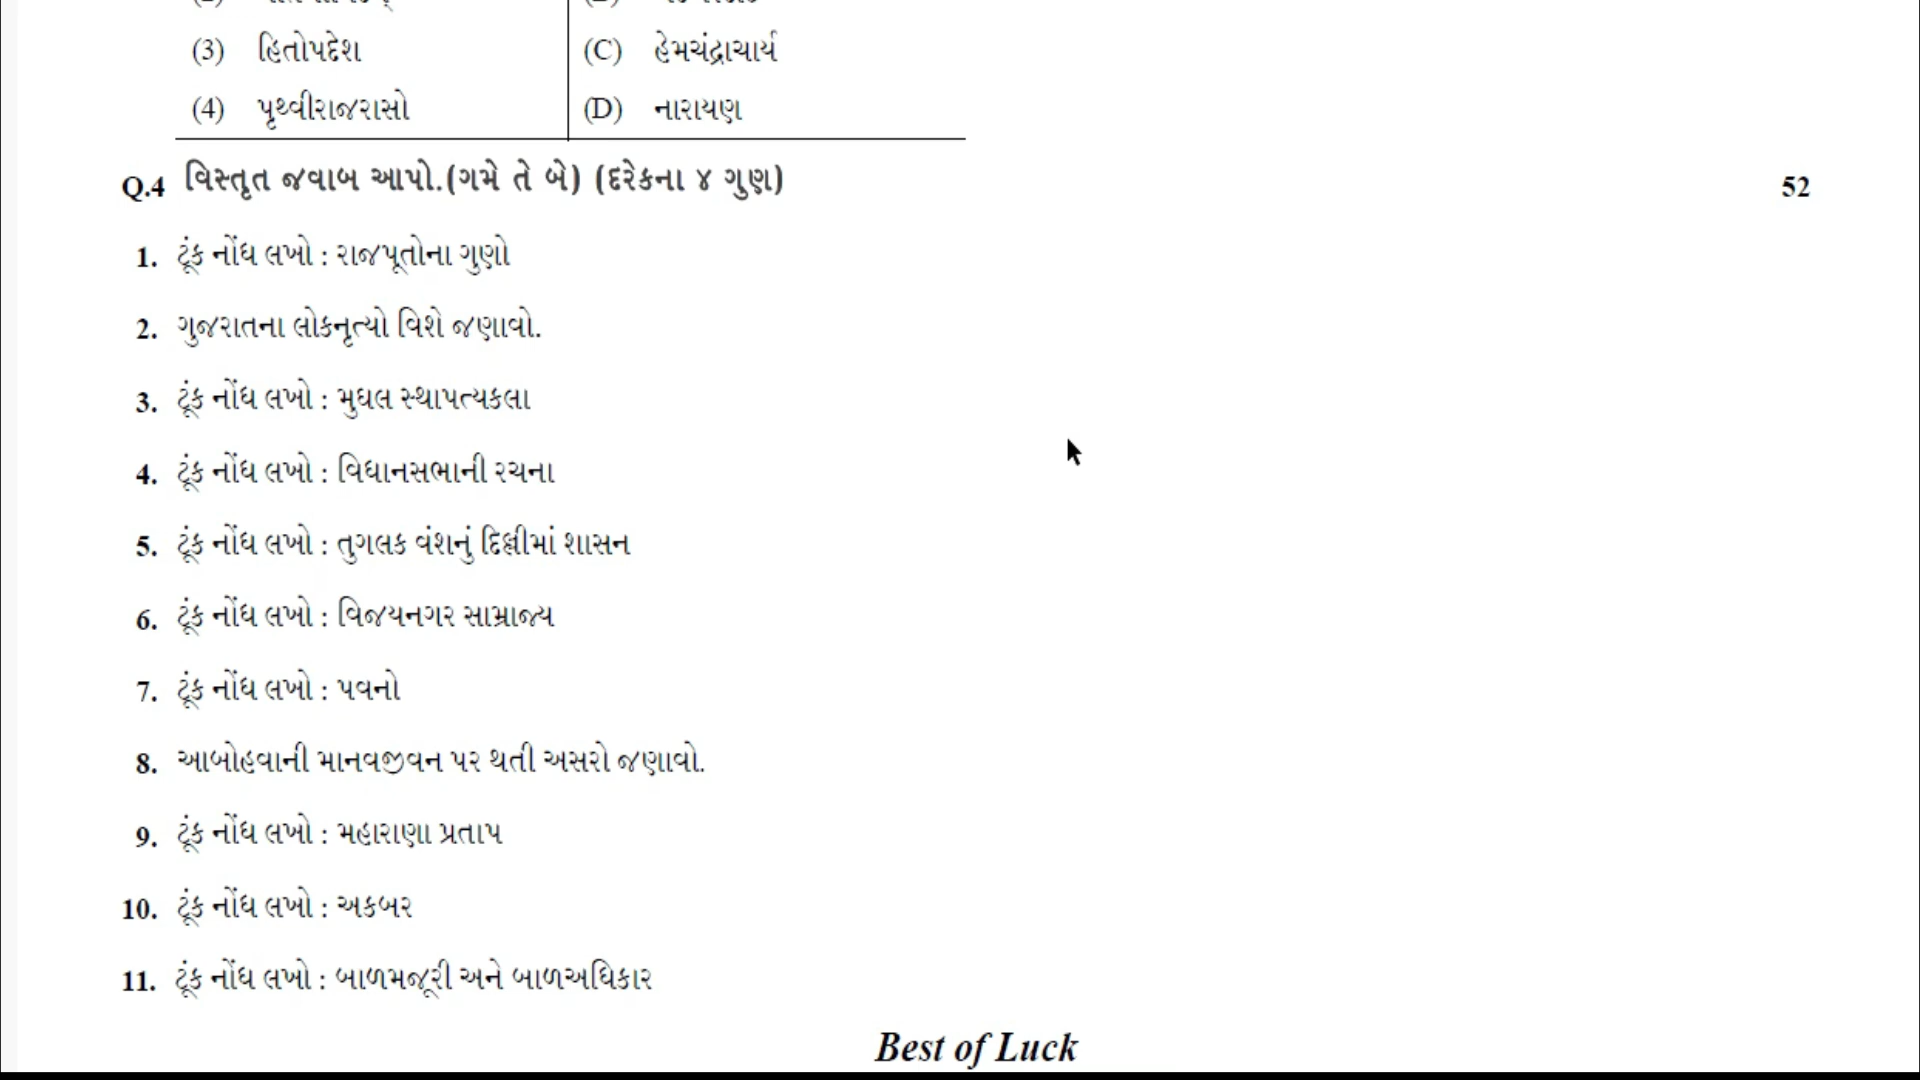 (3) હિતોપદેશ (C) હેમચંદ્રાચાર્ય
(4) પૃથ્વીરાજરાસો (D) નારાયણ
Q.4 વિસ્તૃત જવાબ આપો.(ગમે તે બે) (દરેકના ૪ ગુણ) 52
1. ટૂંક નોંધ લખો : રાજપૂતોના ગુણો
2. ગુજરાતના લોકનૃત્યો વિશે જણાવો.
3. ટૂંક નોંધ લખો : મુઘલ સ્થાપત્યકલા
4. ટૂંક નોંધ લખો : વિધાનસભાની રચના
5. ટૂંક નોંધ લખો : તુગલક વંશનું દિલ્લીમાં શાસન
6. ટૂંક નોંધ લખો : વિજયનગર સામ્રાજ્ય
7. ટૂંક નોંધ લખો : પવનો
8. આબોહવાની માનવજીવન પર થતી અસરો જણાવો.
9. ટૂંક નોંધ લખો : મહારાણા પ્રતાપ
10. ટૂંક નોંધ લખો : અકબર
11. ટૂંક નોંધ લખો : બાળમજૂરી અને બાળઅધિકાર
Best of Luck